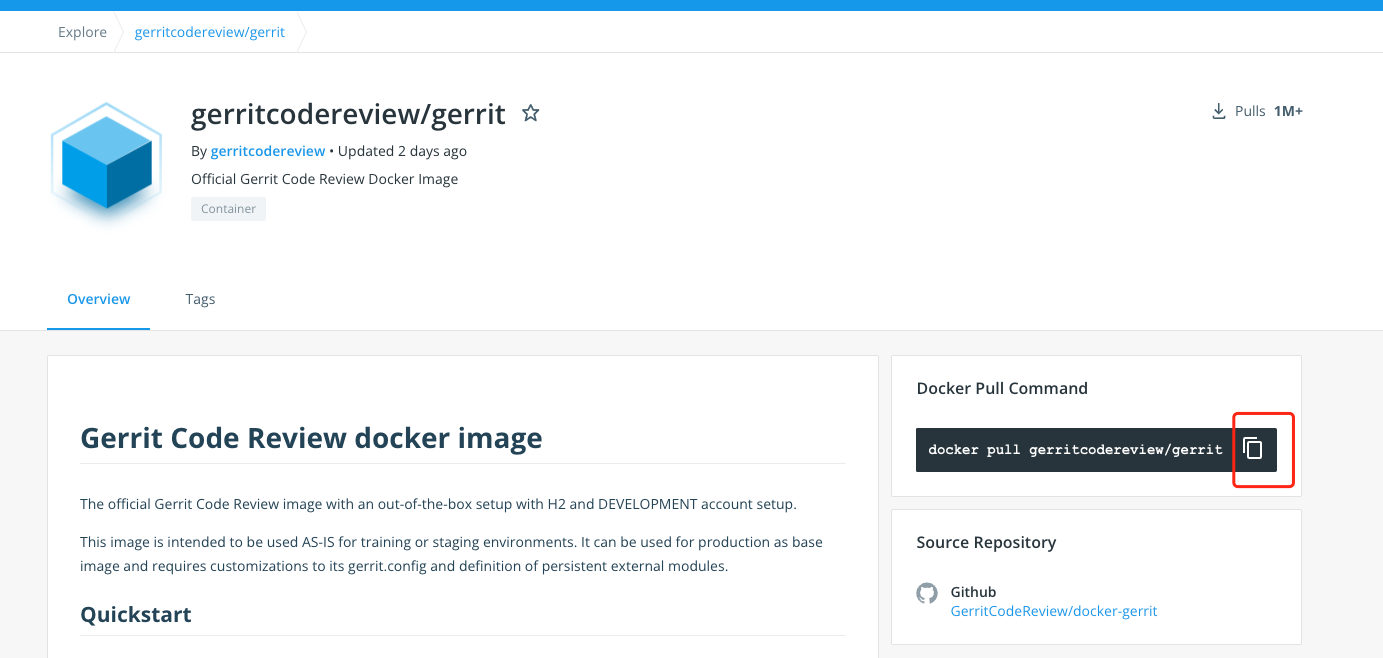 Explore gerritcodereview/gerrit
gerritcodereview/gerrit
Pulls 1M+
By gerritcodereview • Updated 2 days ago
Official Gerrit Code Review Docker Image
Container
Overview Tags
Gerrit Code Review docker image
The official Gerrit Code Review image with an out-of-the-box setup with H2 and DEVELOPMENT account setup.
This image is intended to be used AS-IS for training or staging environments. It can be used for production as base
image and requires customizations to its gerrit.config and definition of persistent external modules.
Quickstart
Docker Pull Command
docker pull gerritcodereview/gerrit
Source Repository
Github
GerritCodeReview/docker-gerrit